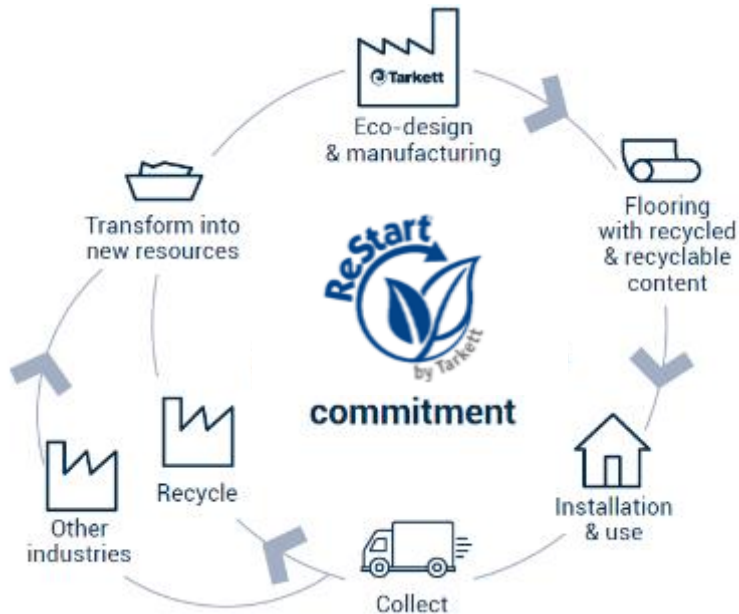 Tarkett
Eco-design
& manufacturing
Flooring
with recycled
& recyclable
content
Installation
& use
Collect
Recycle
Other
industries
Transform into
new resources
ReStart
by Tarkett
commitment